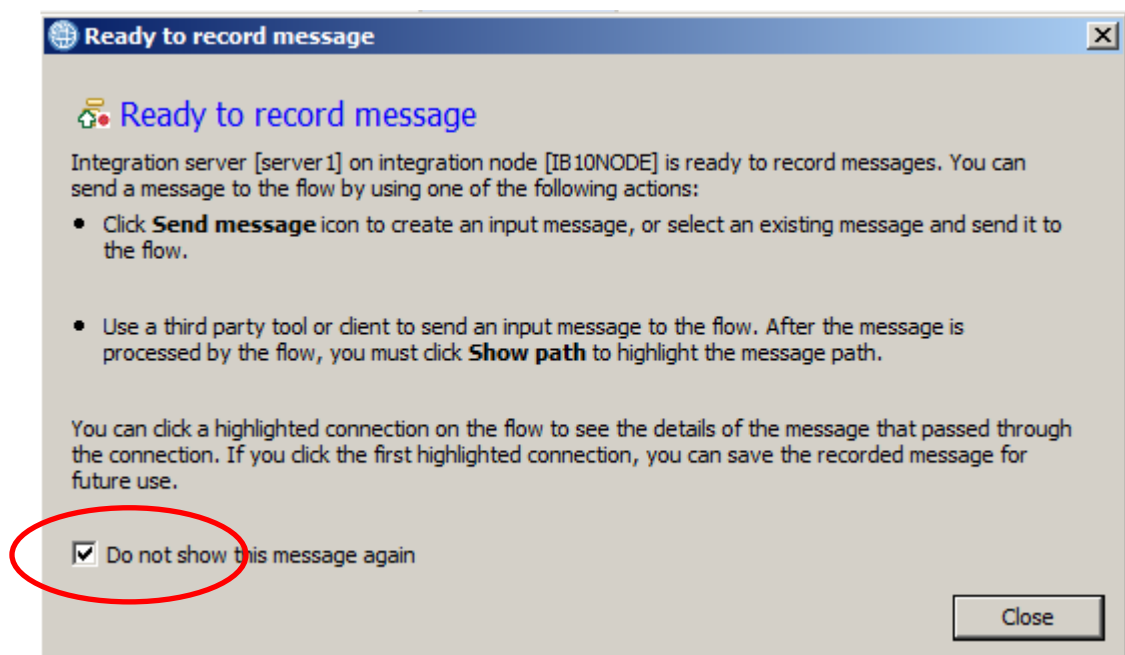 Ready to record message
Ready to record message
Integration server [server1] on integration node [IB10NODE] is ready to record messages. You can
send a message to the flow by using one of the following actions:
• Click Send message icon to create an input message, or select an existing message and send it to
the flow.
• Use a third party tool or client to send an input message to the flow. After the message is
processed by the flow, you must click Show path to highlight the message path.
You can click a highlighted connection on the flow to see the details of the message that passed through
the connection. If you click the first highlighted connection, you can save the recorded message for
future use.
Do not show this message again
Close